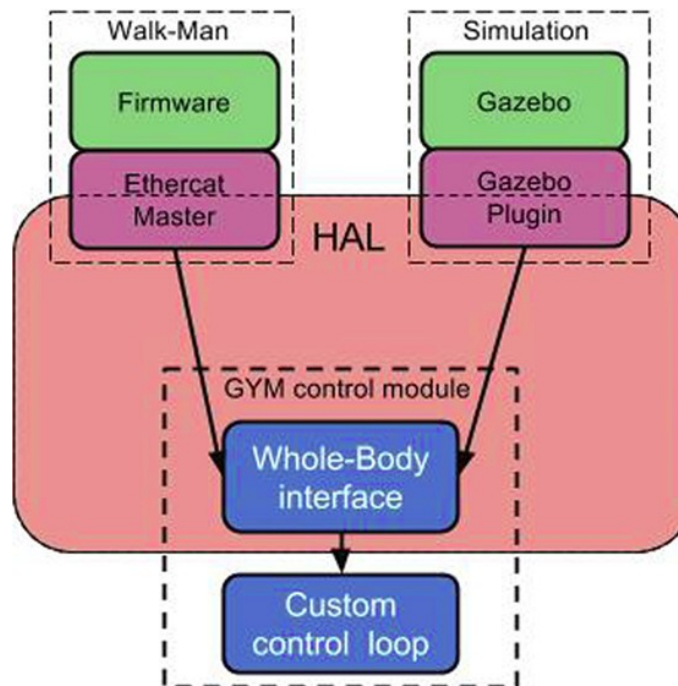 Walk-Man
Simulation
Firmware
Gazebo
Ethercat
Master
Gazebo
Plugin
HAL
GYM control module
Whole-Body
interface
Custom
control loop